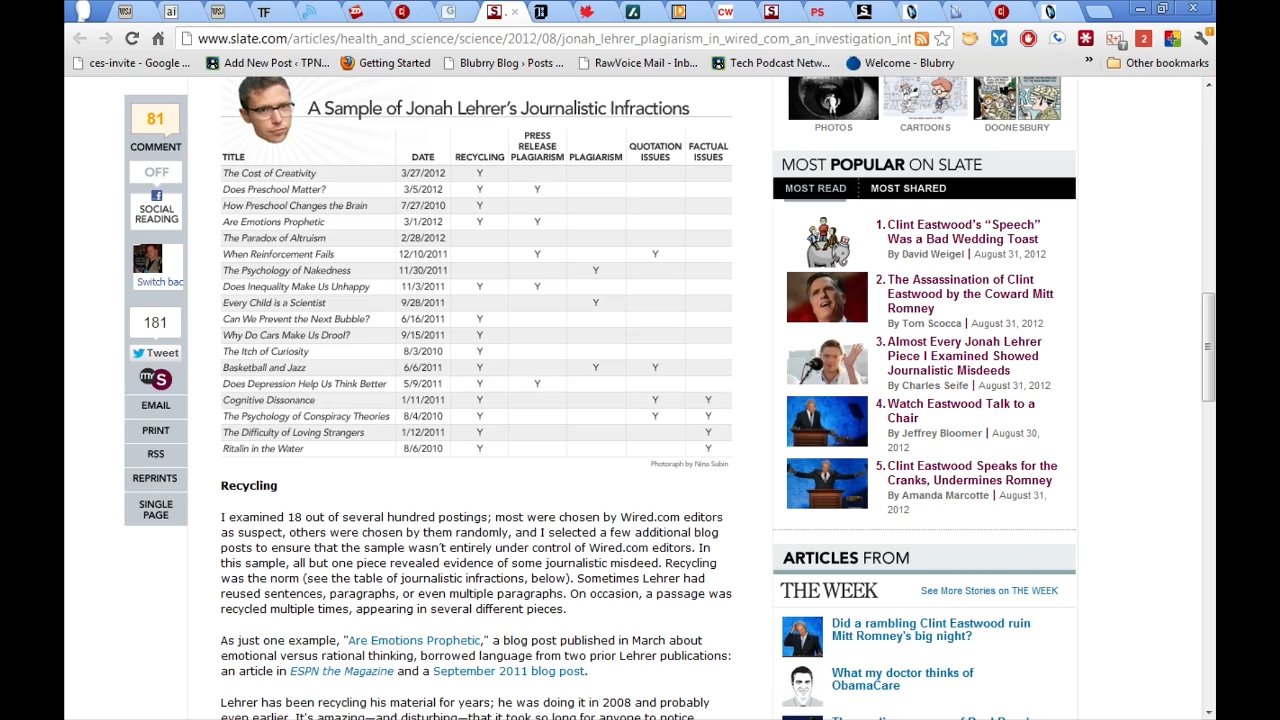 www.slate.com/articles/health_and_science/science/2012/08/jonah_lehrer_plagiarism_in_wired_com_an_investigation_int
ces-invite - Google C...
Add New Post ‹ TPN...
Getting Started
Blubrry Blog › Posts ...
RawVoice Mail - Inb...
Tech Podcast Netw...
Welcome - Blubrry
»
Other bookmarks
81
COMMENT
OFF
SOCIAL
READING
Switch bac
181
Tweet
my S
EMAIL
PRINT
RSS
REPRINTS
SINGLE
PAGE
A Sample of Jonah Lehrer's Journalistic Infractions
TITLE DATE RECYCLING PRESS RELEASE PLAGIARISM PLAGIARISM QUOTATION ISSUES FACTUAL ISSUES
The Cost of Creativity 3/27/2012 Y
Does Preschool Matter? 3/5/2012 Y Y
How Preschool Changes the Brain 7/27/2010 Y
Are Emotions Prophetic 3/1/2012 Y Y
The Paradox of Altruism 2/28/2012
When Reinforcement Fails 12/10/2011 Y Y
The Psychology of Nakedness 11/30/2011 Y
Does Inequality Make Us Unhappy 11/3/2011 Y Y
Every Child is a Scientist 9/28/2011 Y
Can We Prevent the Next Bubble? 6/16/2011 Y
Why Do Cars Make Us Drool? 9/15/2011 Y
The Itch of Curiosity 8/3/2010 Y
Basketball and Jazz 6/6/2011 Y Y Y
Does Depression Help Us Think Better 5/9/2011 Y Y
Cognitive Dissonance 1/11/2011 Y Y Y
The Psychology of Conspiracy Theories 8/4/2010 Y Y Y
The Difficulty of Loving Strangers 1/12/2011 Y Y
Ritalin in the Water 8/6/2010 Y Y
Photograph by Nina Subin
Recycling
I examined 18 out of several hundred postings; most were chosen by Wired.com editors
as suspect, others were chosen by them randomly, and I selected a few additional blog
posts to ensure that the sample wasn't entirely under control of Wired.com editors. In
this sample, all but one piece revealed evidence of some journalistic misdeed. Recycling
was the norm (see the table of journalistic infractions, below). Sometimes Lehrer had
reused sentences, paragraphs, or even multiple paragraphs. On occasion, a passage was
recycled multiple times, appearing in several different pieces.
As just one example, "Are Emotions Prophetic," a blog post published in March about
emotional versus rational thinking, borrowed language from two prior Lehrer publications:
an article in ESPN the Magazine and a September 2011 blog post.
Lehrer has been recycling his material for years; he was doing it in 2008 and probably
even earlier. It's amazing—and disturbing—that it took so long for anyone to notice
PHOTOS
CARTOONS
DOONESBURY
MOST POPULAR ON SLATE
MOST READ
MOST SHARED
1. Clint Eastwood's "Speech"
Was a Bad Wedding Toast
By David Weigel | August 31, 2012
2. The Assassination of Clint
Eastwood by the Coward Mitt
Romney
By Tom Scocca | August 31, 2012
3. Almost Every Jonah Lehrer
Piece I Examined Showed
Journalistic Misdeeds
By Charles Seife | August 31, 2012
4. Watch Eastwood Talk to a
Chair
By Jeffrey Bloomer | August 30,
2012
5. Clint Eastwood Speaks for the
Cranks, Undermines Romney
By Amanda Marcotte | August 31,
2012
ARTICLES FROM
THE WEEK
See More Stories on THE WEEK
Did a rambling Clint Eastwood ruin
Mitt Romney's big night?
What my doctor thinks of
ObamaCare